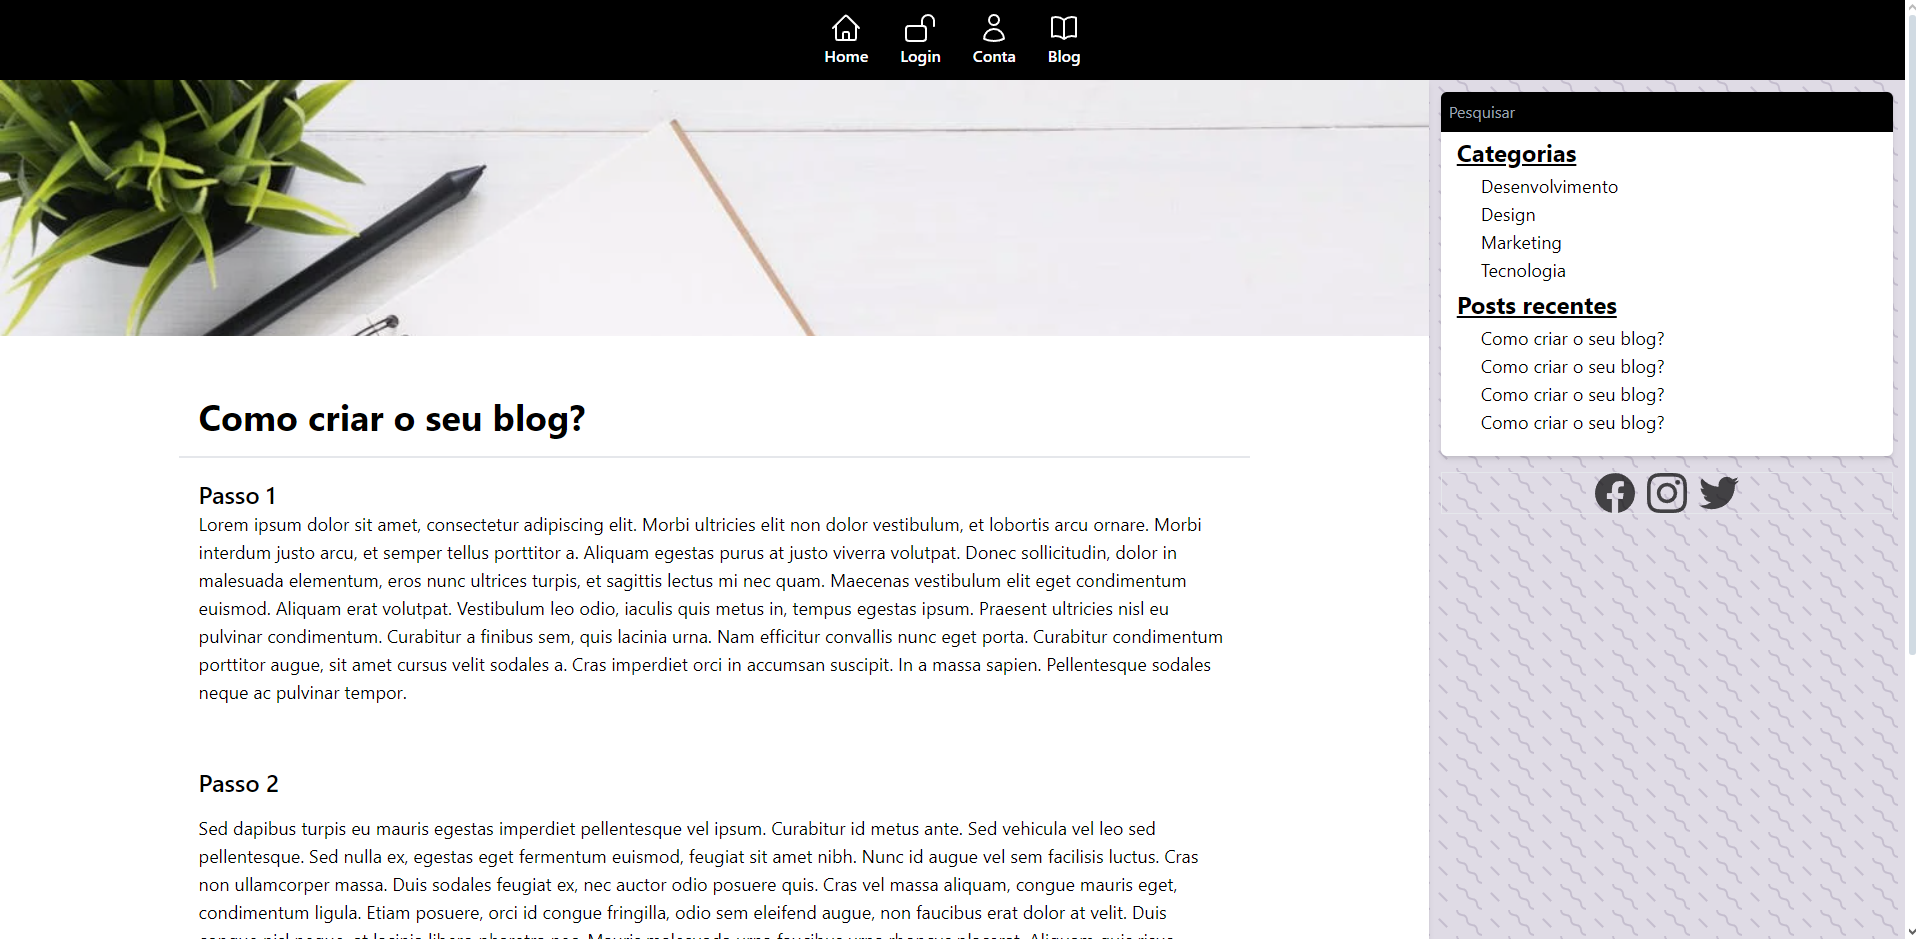 Home
Login
Conta
Blog
Pesquisar
Categorias
Desenvolvimento
Design
Marketing
Tecnologia
Posts recentes
Como criar o seu blog?
Como criar o seu blog?
Como criar o seu blog?
Como criar o seu blog?
Como criar o seu blog?
Passo 1
Lorem ipsum dolor sit amet, consectetur adipiscing elit. Morbi ultricies elit non dolor vestibulum, et lobortis arcu ornare. Morbi
interdum justo arcu, et semper tellus porttitor a. Aliquam egestas purus at justo viverra volutpat. Donec sollicitudin, dolor in
malesuada elementum, eros nunc ultrices turpis, et sagittis lectus mi nec quam. Maecenas vestibulum elit eget condimentum
euismod. Aliquam erat volutpat. Vestibulum leo odio, iaculis quis metus in, tempus egestas ipsum. Praesent ultricies nisl eu
pulvinar condimentum. Curabitur a finibus sem, quis lacinia urna. Nam efficitur convallis nunc eget porta. Curabitur condimentum
porttitor augue, sit amet cursus velit sodales a. Cras imperdiet orci in accumsan suscipit. In a massa sapien. Pellentesque sodales
neque ac pulvinar tempor.
Passo 2
Sed dapibus turpis eu mauris egestas imperdiet pellentesque vel ipsum. Curabitur id metus ante. Sed vehicula vel leo sed
pellentesque. Sed nulla ex, egestas eget fermentum euismod, feugiat sit amet nibh. Nunc id augue vel sem facilisis luctus. Cras
non ullamcorper massa. Duis sodales feugiat ex, nec auctor odio posuere quis. Cras vel massa aliquam, congue mauris eget,
condimentum ligula. Etiam posuere, orci id congue fringilla, odio sem eleifend augue, non faucibus erat dolor at velit. Duis